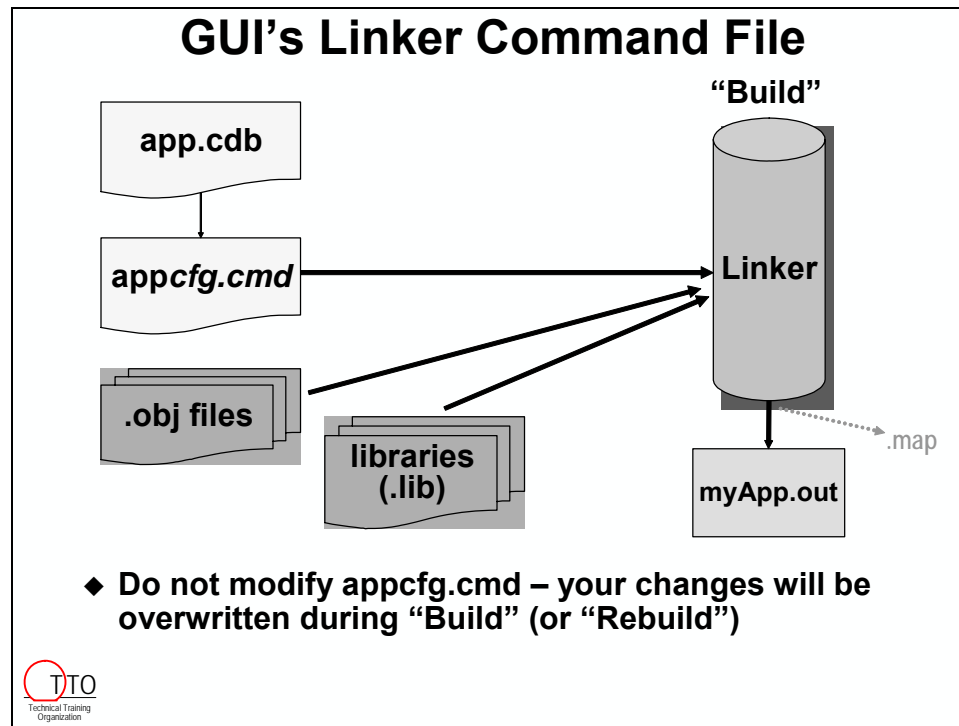 GUI’s Linker Command File
“Build”
app.cdb
appcfg.cmd
Linker
.obj files
libraries
(.lib)
.map
myApp.out
◆ Do not modify appcfg.cmd – your changes will be
overwritten during “Build” (or “Rebuild”)
TTO
Technical Training
Organization